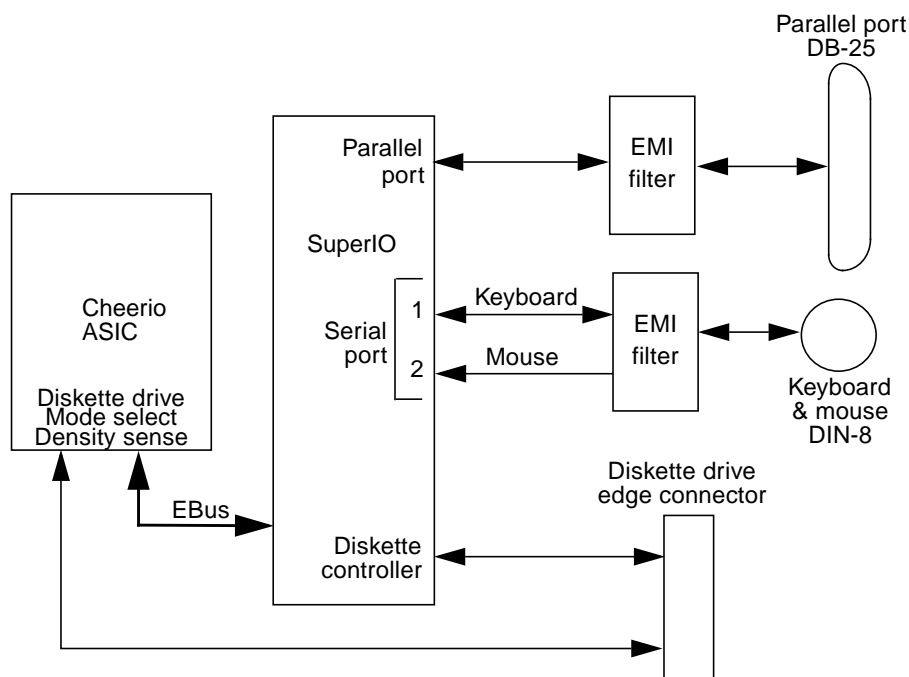 Parallel port
DB-25
Parallel
port
EMI
filter
SuperIO
Cheerio
ASIC
Keyboard
1
Serial
port
EMI
filter
Mouse
2
Keyboard
& mouse
DIN-8
Diskette drive
Mode select
Density sense
Diskette drive
edge connector
EBus
Diskette
controller